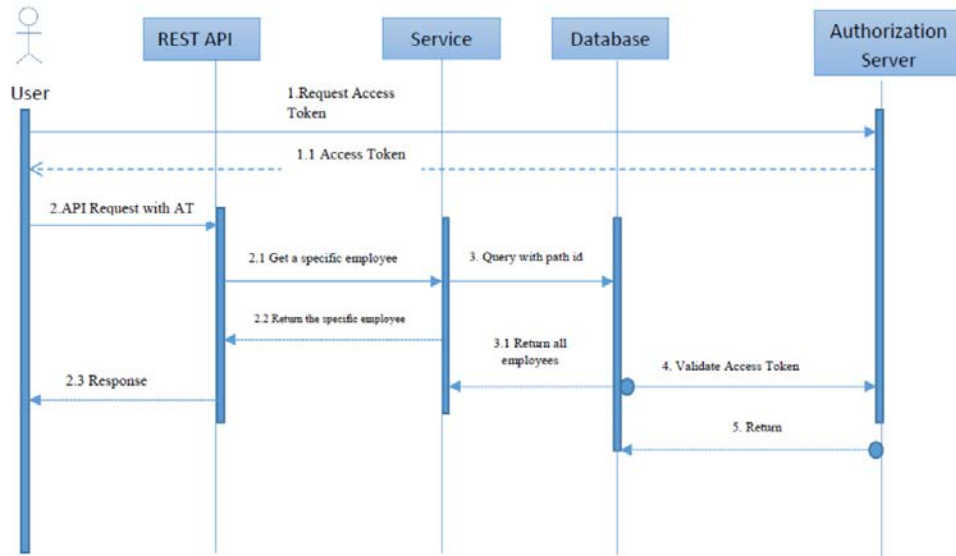 REST API
Service
Database
Authorization
Server
User
1.Request Access
Token
1.1 Access Token
2.API Request with AT
2.1 Get a specific employee
3. Query with path id
2.2 Return the specific employee
3.1 Return all
employees
4. Validate Access Token
2.3 Response
5. Return